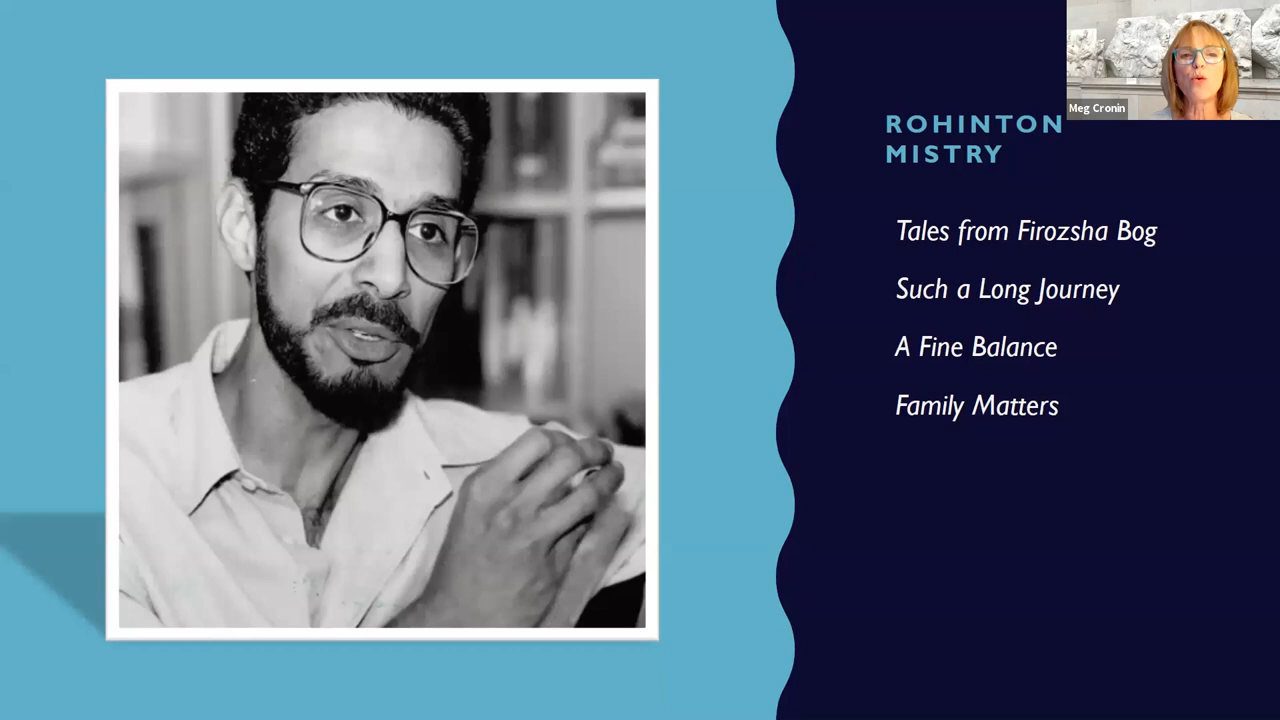 ROHINTON
MISTRY
Tales from Firozsha Bog
Such a Long Journey
A Fine Balance
Family Matters
Meg Cronin